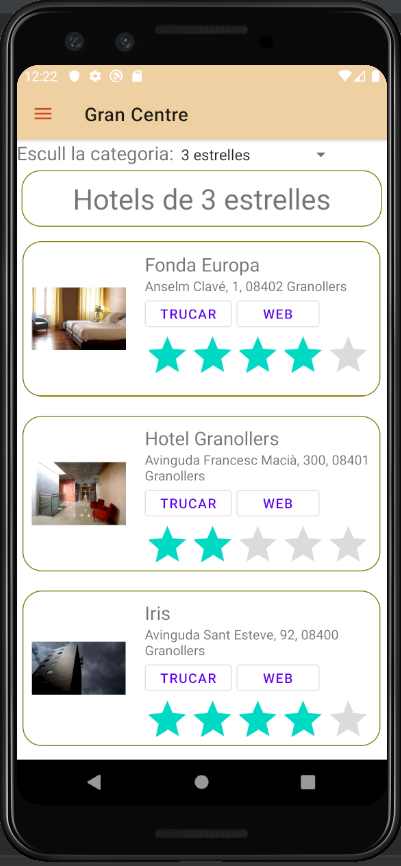 12:22
Gran Centre
Escull la categoria: 3 estrelles
Hotels de 3 estrelles
Fonda Europa
Anselm Clavé, 1, 08402 Granollers
TRUCAR WEB
Hotel Granollers
Avinguda Francesc Macià, 300, 08401
Granollers
TRUCAR WEB
Iris
Avinguda Sant Esteve, 92, 08400
Granollers
TRUCAR WEB